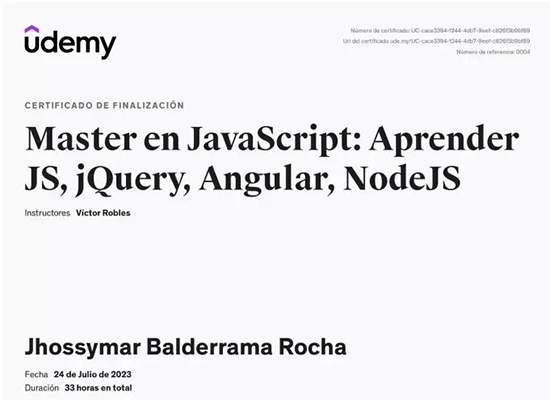 udemy
Número de certificado: UC-cace3394-f244-4db7-9eef-c826f3b9bf89
Url del certificado: ude.my/UC-cace3394-f244-4db7-9eef-c826f3b9bf89
Número de referencia: 0004
CERTIFICADO DE FINALIZACIÓN
Master en JavaScript: Aprender
JS, jQuery, Angular, NodeJS
Instructores Víctor Robles
Jhossymar Balderrama Rocha
Fecha 24 de Julio de 2023
Duración 33 horas en total